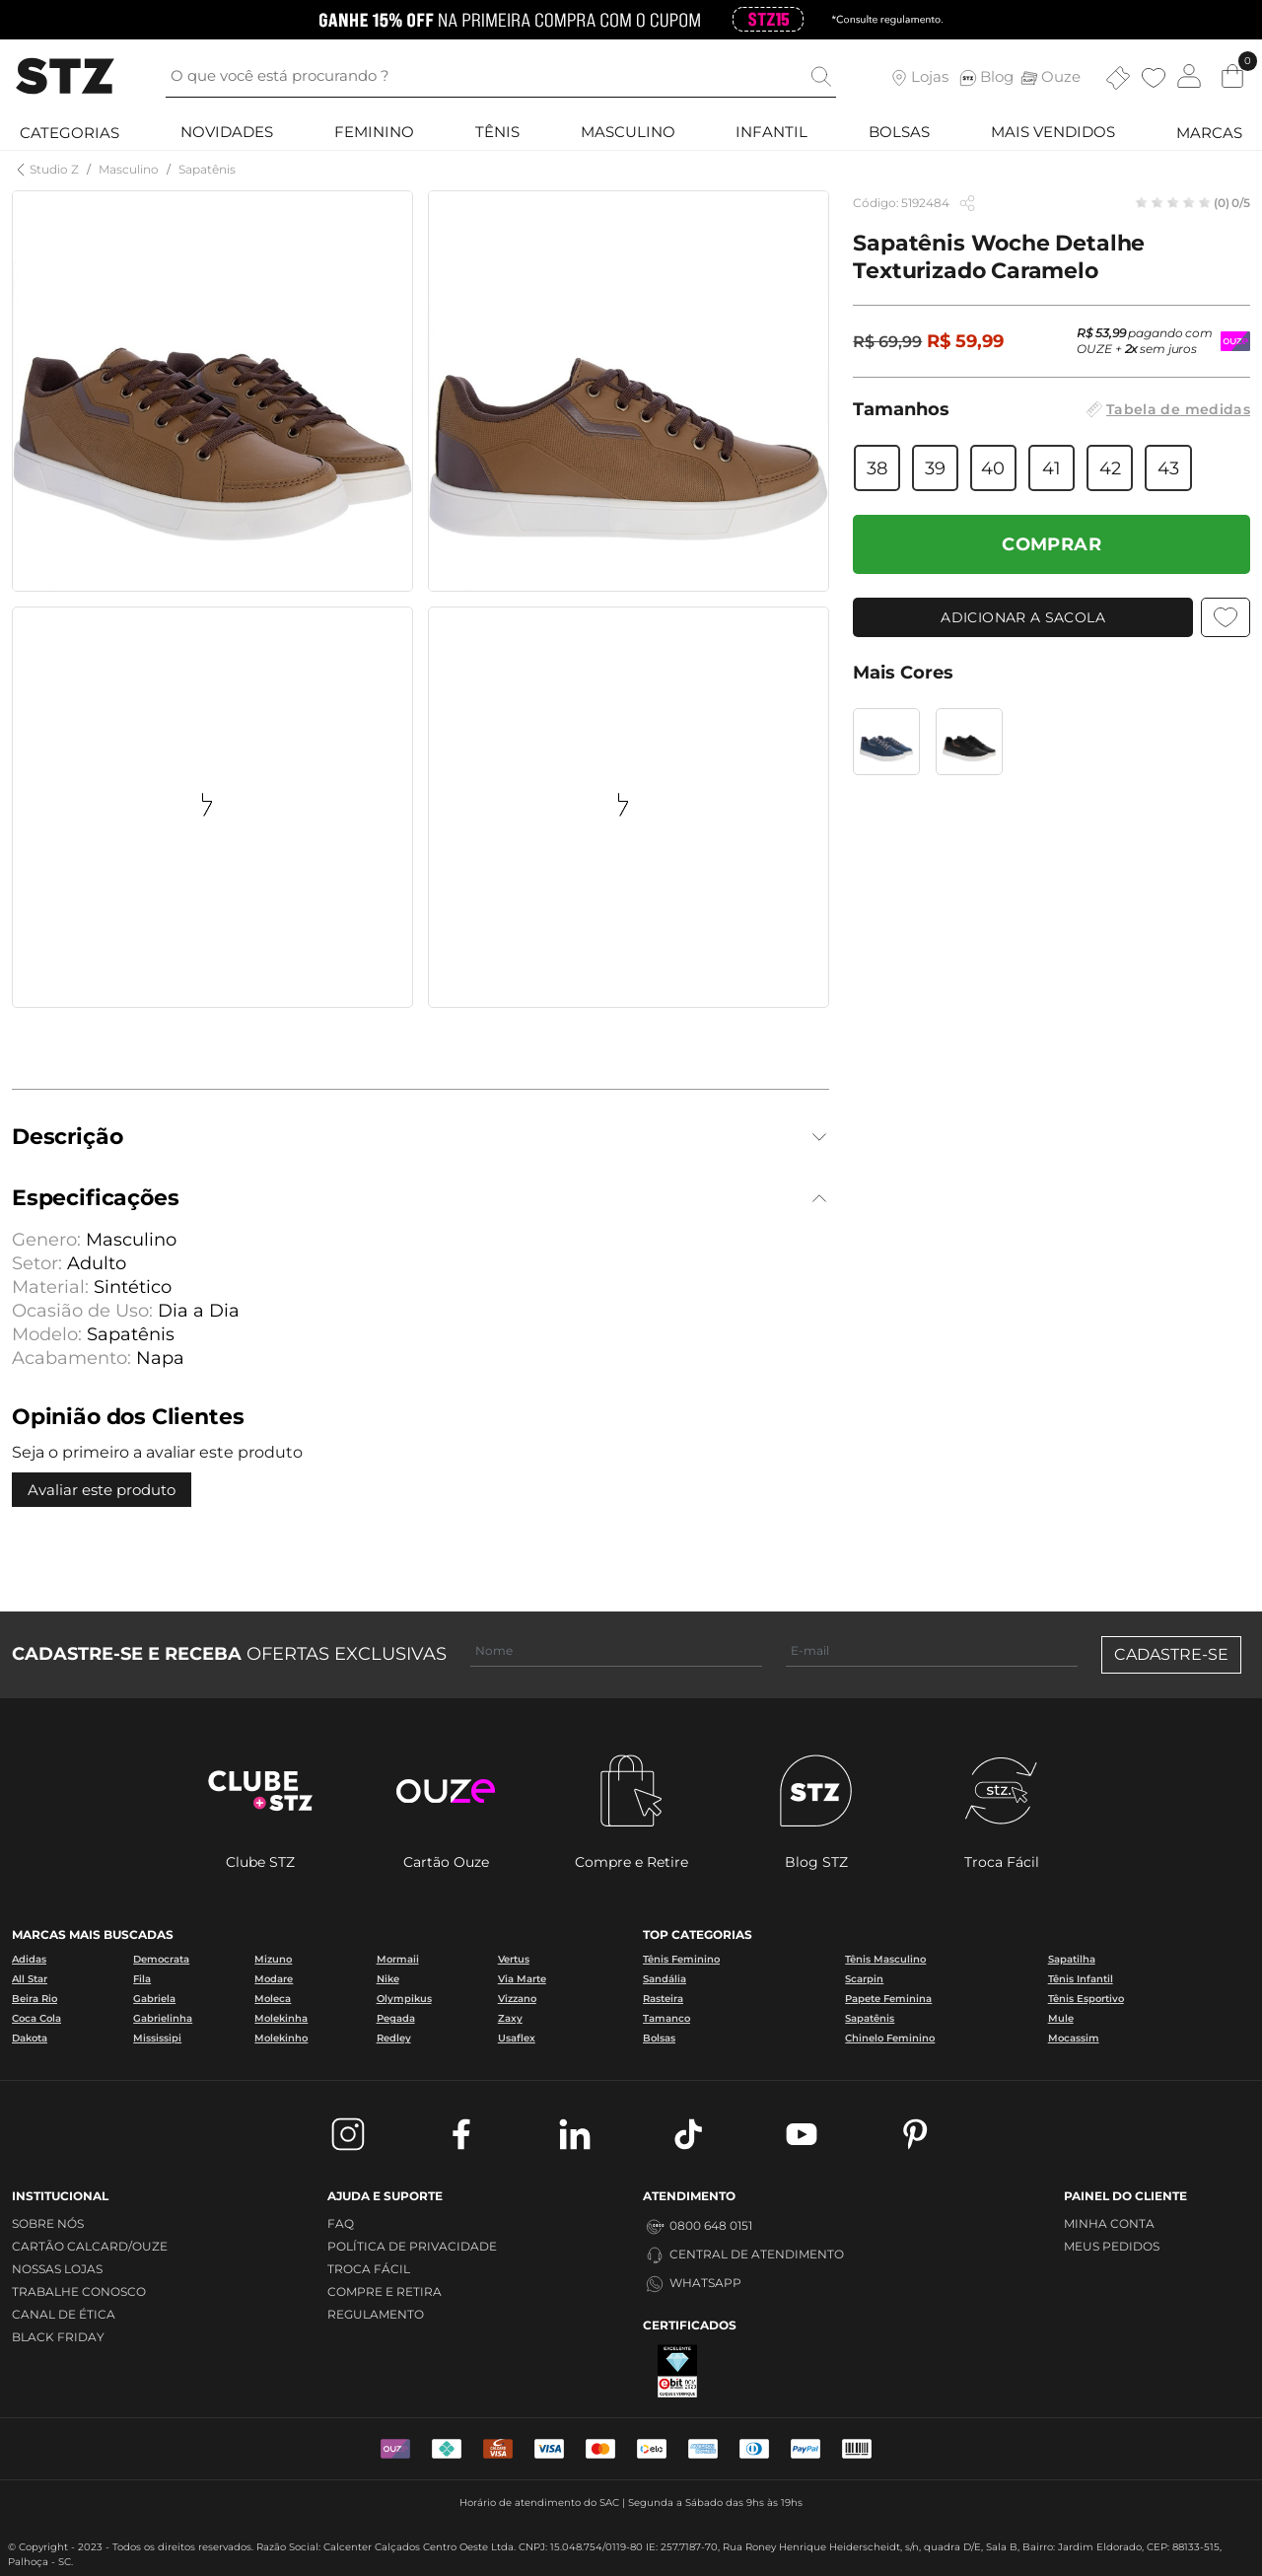 GANHE 15% OFF NA PRIMEIRA COMPRA COM O CUPOM STZ15 *Consulte regulamento.
STZ
O que você está procurando ?
Lojas STZ Blog Ouze
0
CATEGORIAS NOVIDADES FEMININO TÊNIS MASCULINO INFANTIL BOLSAS MAIS VENDIDOS MARCAS
Studio Z / Masculino / Sapatênis
Código: 5192484
(0) 0/5
Sapatênis Woche Detalhe
Texturizado Caramelo
R$ 69,99 R$ 59,99
R$ 53,99 pagando com
OUZE + 2x sem juros
Tamanhos
Tabela de medidas
38 39 40 41 42 43
COMPRAR
ADICIONAR A SACOLA
Mais Cores
Descrição
Especificações
Genero: Masculino
Setor: Adulto
Material: Sintético
Ocasião de Uso: Dia a Dia
Modelo: Sapatênis
Acabamento: Napa
Opinião dos Clientes
Seja o primeiro a avaliar este produto
Avaliar este produto
CADASTRE-SE E RECEBA OFERTAS EXCLUSIVAS
Nome
E-mail
CADASTRE-SE
CLUBE
STZ
ouze
STZ
stz.
Clube STZ
Cartão Ouze
Compre e Retire
Blog STZ
Troca Fácil
MARCAS MAIS BUSCADAS
Adidas Democrata Mizuno Mormaii Vertus
All Star Fila Modare Nike Via Marte
Beira Rio Gabriela Moleca Olympikus Vizzano
Coca Cola Gabrielinha Molekinha Pegada Zaxy
Dakota Mississipi Molekinho Redley Usaflex
TOP CATEGORIAS
Tênis Feminino Tênis Masculino Sapatilha
Sandália Scarpin Tênis Infantil
Rasteira Papete Feminina Tênis Esportivo
Tamanco Sapatênis Mule
Bolsas Chinelo Feminino Mocassim
INSTITUCIONAL
SOBRE NÓS
CARTÃO CALCARD/OUZE
NOSSAS LOJAS
TRABALHE CONOSCO
CANAL DE ÉTICA
BLACK FRIDAY
AJUDA E SUPORTE
FAQ
POLÍTICA DE PRIVACIDADE
TROCA FÁCIL
COMPRE E RETIRA
REGULAMENTO
ATENDIMENTO
0800 648 0151
CENTRAL DE ATENDIMENTO
WHATSAPP
CERTIFICADOS
EXCELENTE
ebit
PAINEL DO CLIENTE
MINHA CONTA
MEUS PEDIDOS
VISA
VISA
elo
PayPal
Horário de atendimento do SAC | Segunda a Sábado das 9hs às 19hs
© Copyright - 2023 - Todos os direitos reservados. Razão Social: Calcenter Calçados Centro Oeste Ltda. CNPJ: 15.048.754/0119-80 IE: 257.7187-70, Rua Roney Henrique Heiderscheidt, s/n, quadra D/E, Sala B, Bairro: Jardim Eldorado, CEP: 88133-515,
Palhoça - SC.